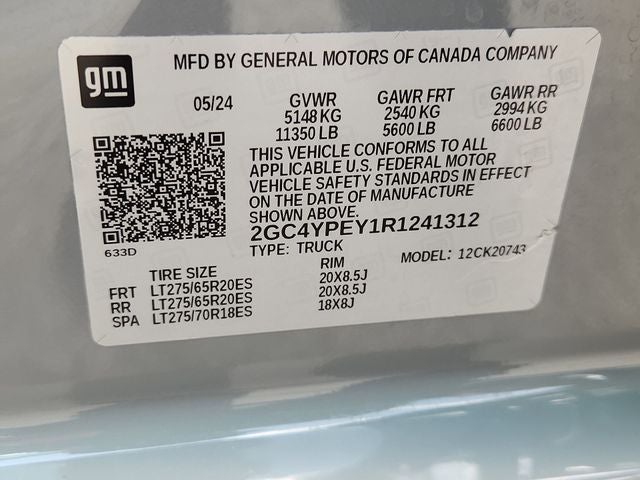 gm
MFD BY GENERAL MOTORS OF CANADA COMPANY
05/24 GVWR GAWR FRT GAWR RR
5148 KG 2540 KG 2994 KG
11350 LB 5600 LB 6600 LB
THIS VEHICLE CONFORMS TO ALL
APPLICABLE U.S. FEDERAL MOTOR
VEHICLE SAFETY STANDARDS IN EFFECT
ON THE DATE OF MANUFACTURE
SHOWN ABOVE.
2GC4YPEY1R1241312
633D TYPE: TRUCK MODEL: 12CK20743
TIRE SIZE RIM
FRT LT275/65R20ES 20X8.5J
RR LT275/65R20ES 20X8.5J
SPA LT275/70R18ES 18X8J